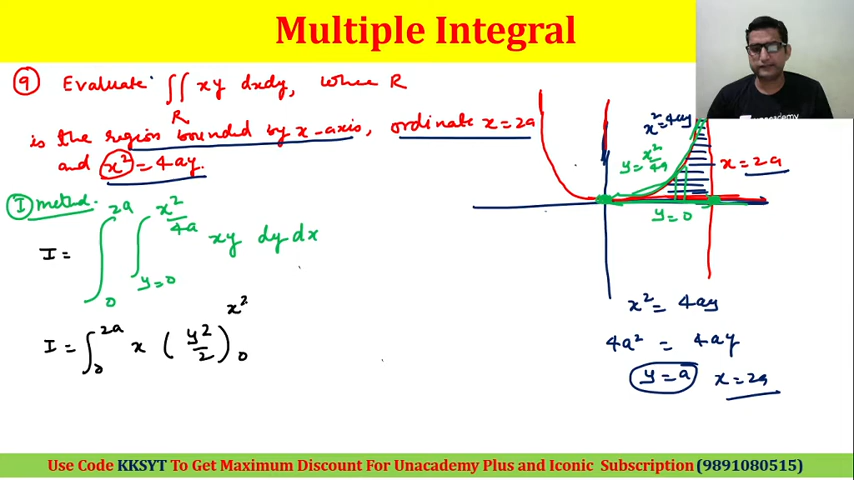 Multiple Integral
9 Evaluate ∬ xy dxdy, where R
R
is the region bounded by x-axis, ordinate x=2a
and x²=4ay.
I method.
I = ∫₀^{2a} ∫_{y=0}^{x²/4a} xy dy dx
I = ∫₀^{2a} x (y²/2)₀^{x²}
x²=4ay
y=x²/4a
x=2a
y=0
x² = 4ay
4a² = 4ay
y=a x=2a
unacademy
Use Code KKSYT To Get Maximum Discount For Unacademy Plus and Iconic Subscription (9891080515)